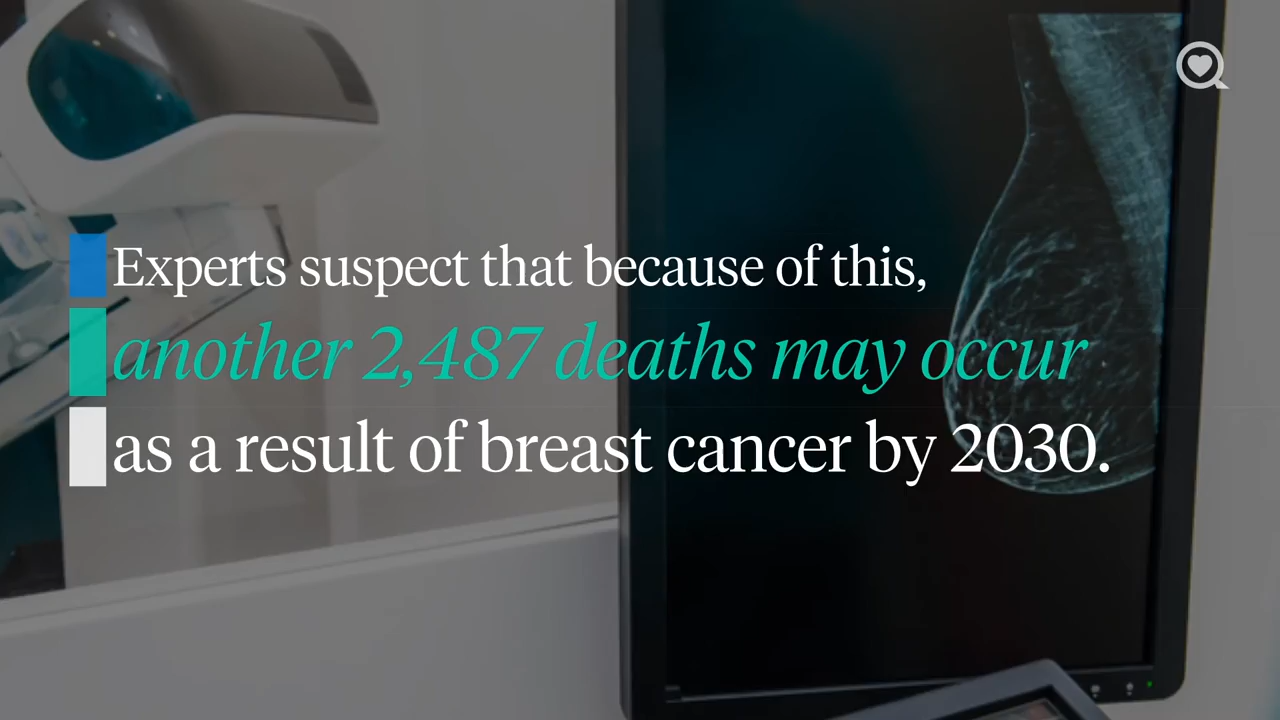 Experts suspect that because of this,
another 2,487 deaths may occur
as a result of breast cancer by 2030.